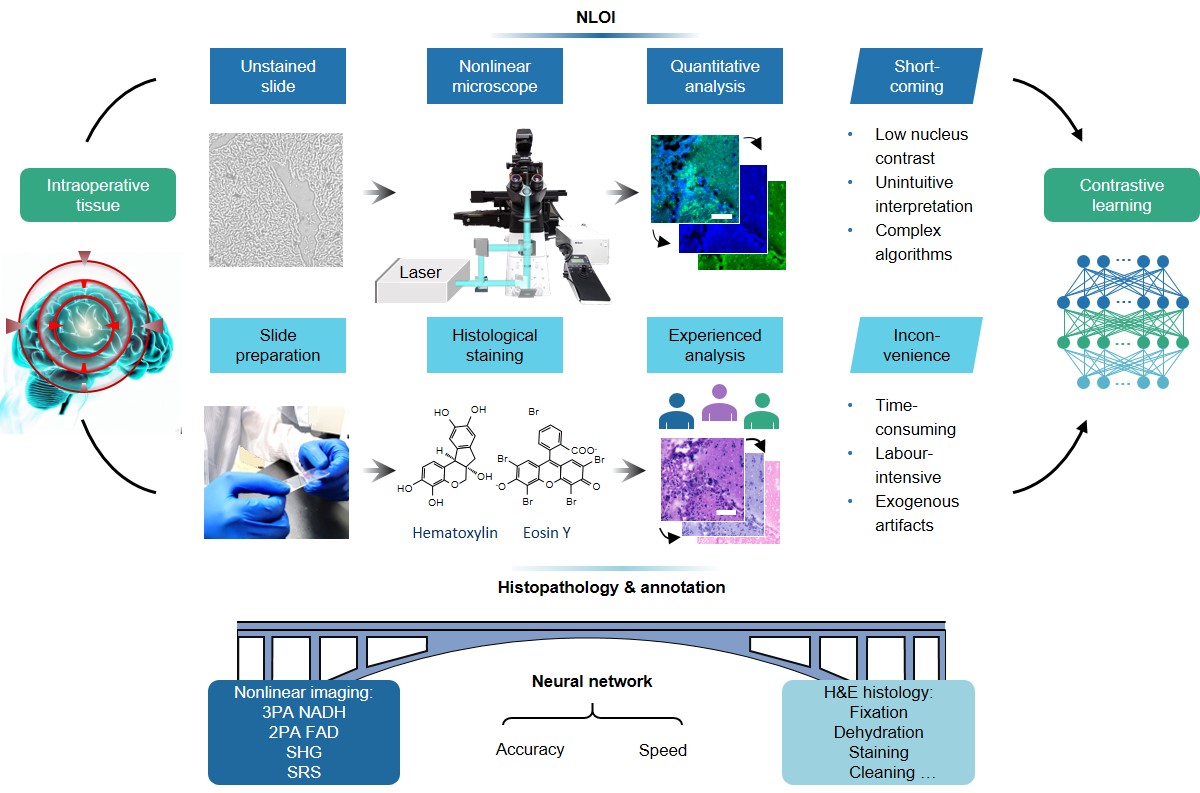 NLOI
Unstained
slide
Nonlinear
microscope
Quantitative
analysis
Short-
coming
Intraoperative
tissue
Laser
• Low nucleus
contrast
• Unintuitive
interpretation
• Complex
algorithms
Contrastive
learning
Slide
preparation
Histological
staining
Experienced
analysis
Incon-
venience
HO
OH
H
OH
HO
OH
O
Hematoxylin
Br
COO-
Br
Br
-O
O
O
Br
Br
Eosin Y
• Time-
consuming
• Labour-
intensive
• Exogenous
artifacts
Histopathology & annotation
Nonlinear imaging:
3PA NADH
2PA FAD
SHG
SRS
Neural network
Accuracy
Speed
H&E histology:
Fixation
Dehydration
Staining
Cleaning ...